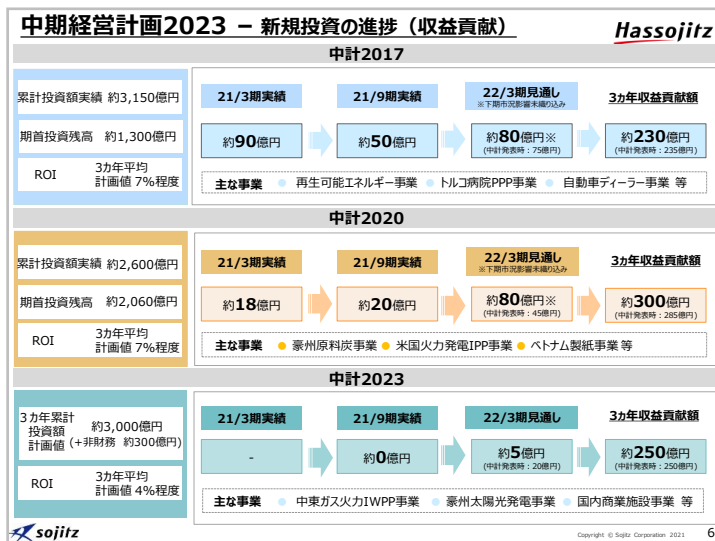 中期経営計画2023 － 新規投資の進捗（収益貢献）
Hassojitz
中計2017
累計投資額実績 約3,150億円
期首投資残高 約1,300億円
ROI 3カ年平均
計画値 7%程度
21/3期実績
21/9期実績
22/3期見通し
※下期市況影響未織り込み
3ヵ年収益貢献額
約90億円
約50億円
約80億円※
(中計発表時：75億円)
約230億円
(中計発表時：235億円)
主な事業 ● 再生可能エネルギー事業 ● トルコ病院PPP事業 ● 自動車ディーラー事業 等
中計2020
累計投資額実績 約2,600億円
期首投資残高 約2,060億円
ROI 3カ年平均
計画値 7%程度
21/3期実績
21/9期実績
22/3期見通し
※下期市況影響未織り込み
3ヵ年収益貢献額
約18億円
約20億円
約80億円※
(中計発表時：45億円)
約300億円
(中計発表時：285億円)
主な事業 ● 豪州原料炭事業 ● 米国火力発電IPP事業 ● ベトナム製紙事業 等
中計2023
3ヵ年累計
投資額
計画値
約3,000億円
(+非財務 約300億円)
ROI 3カ年平均
計画値 4%程度
21/3期実績
21/9期実績
22/3期見通し
3ヵ年収益貢献額
-
約0億円
約5億円
(中計発表時：20億円)
約250億円
(中計発表時：250億円)
主な事業 ● 中東ガス火力IWPP事業 ● 豪州太陽光発電事業 ● 国内商業施設事業 等
sojitz
Copyright © Sojitz Corporation 2021 6